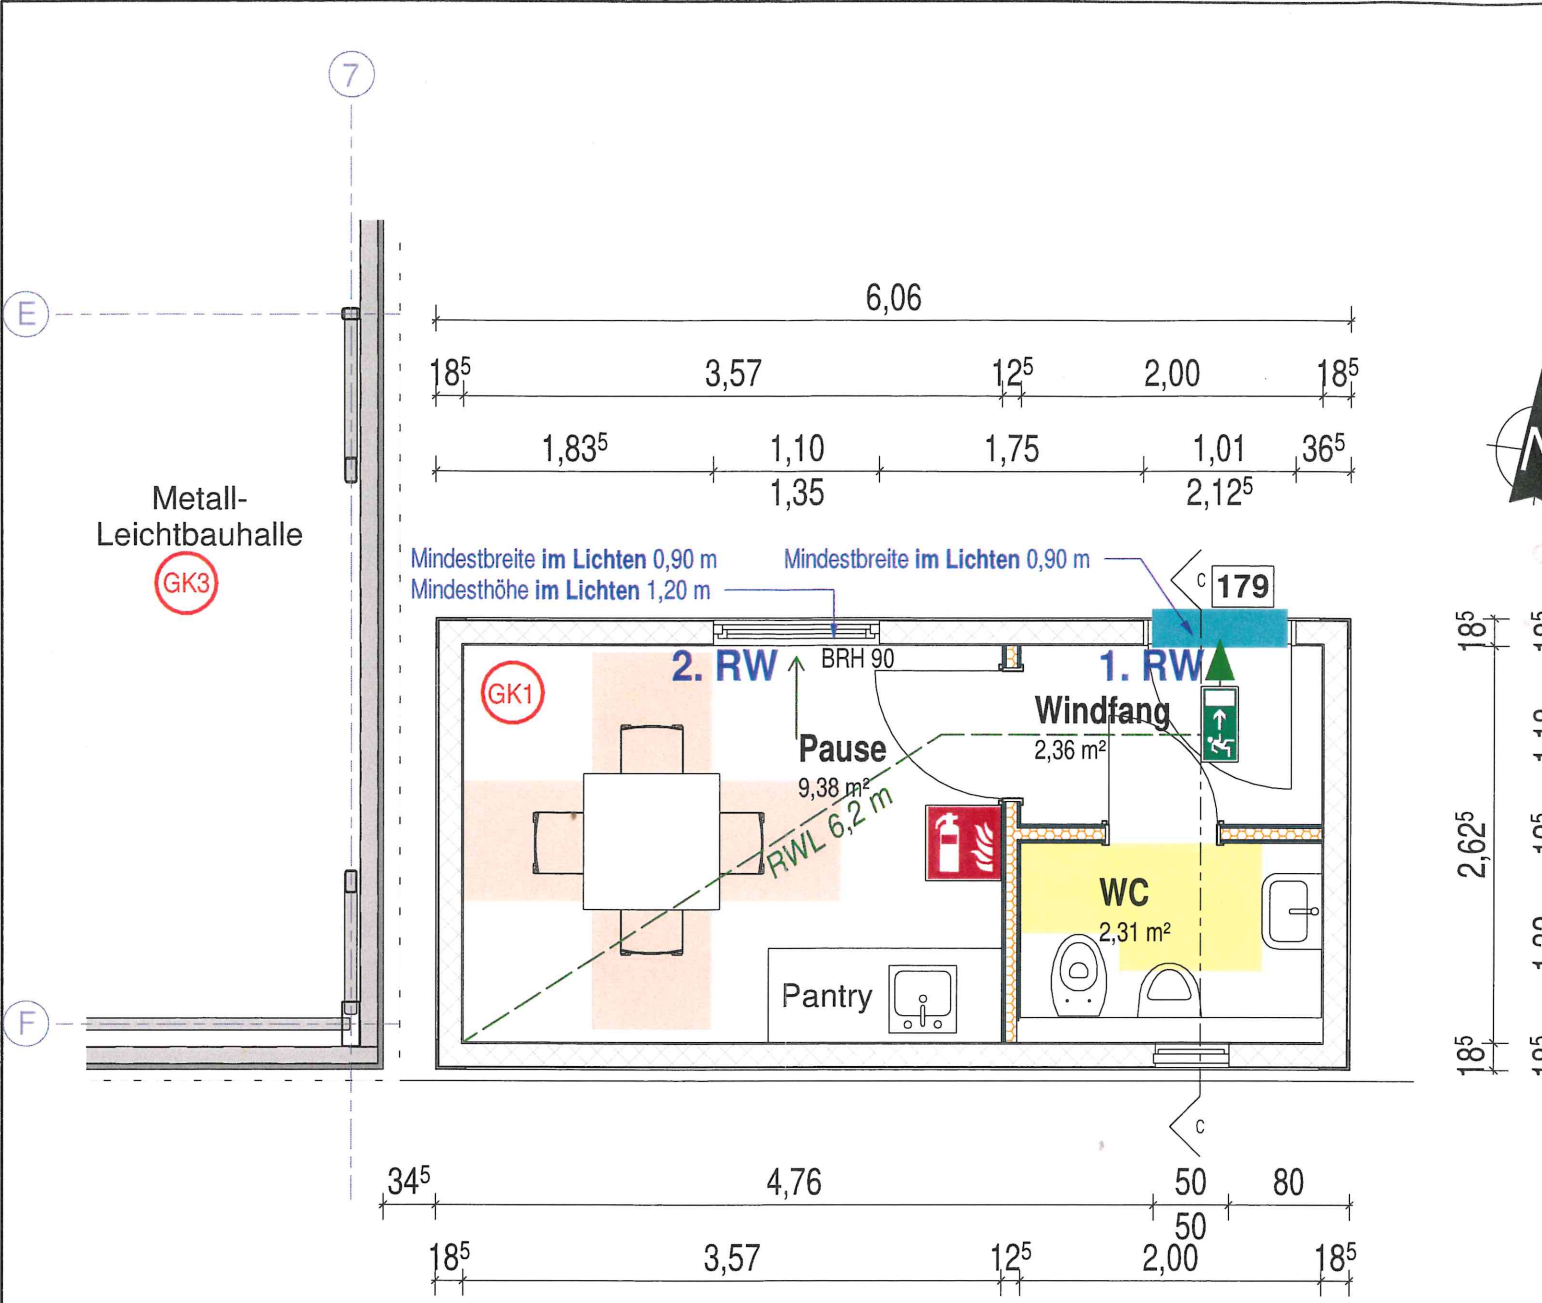 7
E
6,06
18⁵ 3,57 12⁵ 2,00 18⁵
1,83⁵ 1,10 1,75 1,01 36⁵
1,35 2,12⁵
N
Metall-
Leichtbauhalle
GK3
Mindestbreite im Lichten 0,90 m
Mindesthöhe im Lichten 1,20 m
Mindestbreite im Lichten 0,90 m
C
179
2. RW
BRH 90
1. RW
GK1
Windfang
2,36 m²
Pause
9,38 m²
RWL 6,2 m
WC
2,31 m²
Pantry
18⁵
2,62⁵
18⁵
F
C
34⁵ 4,76 50 80
50
18⁵ 3,57 12⁵ 2,00 18⁵